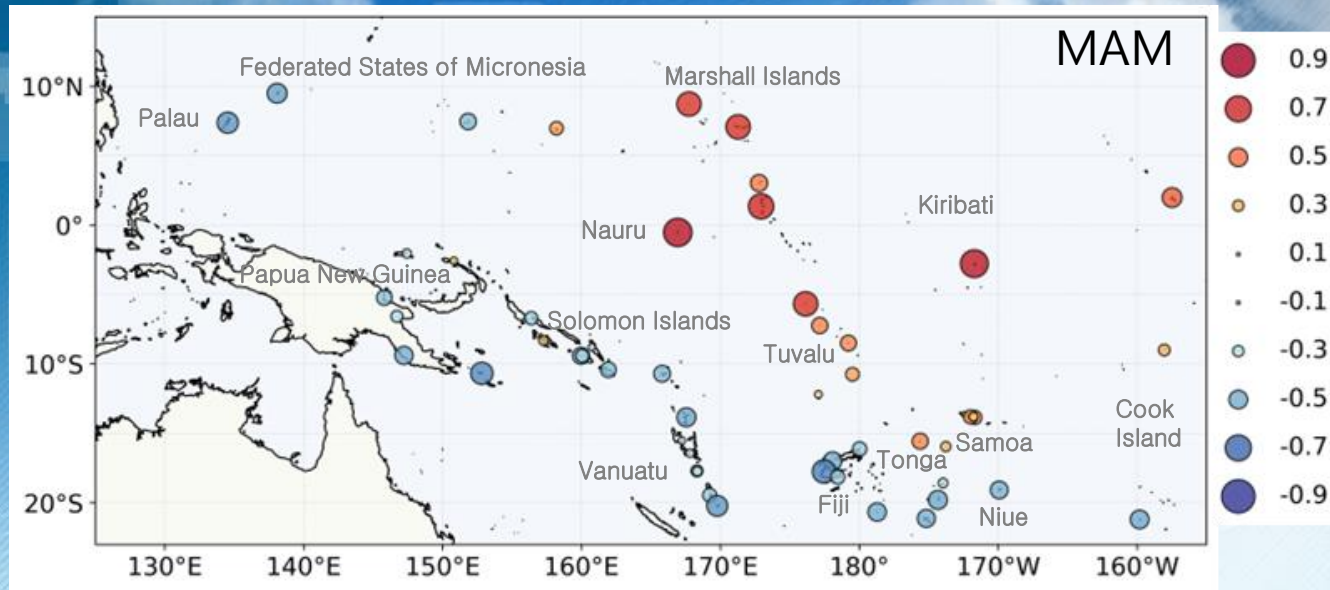 MAM
Federated States of Micronesia
Marshall Islands
10°N
Palau
Kiribati
0°
Nauru
Papua New Guinea
Solomon Islands
10°S
Tuvalu
Cook
Island
Samoa
Tonga
Vanuatu
20°S
Fiji
Niue
130°E
140°E
150°E
160°E
170°E
180°
170°W
160°W
0.9
0.7
0.5
0.3
0.1
-0.1
-0.3
-0.5
-0.7
-0.9